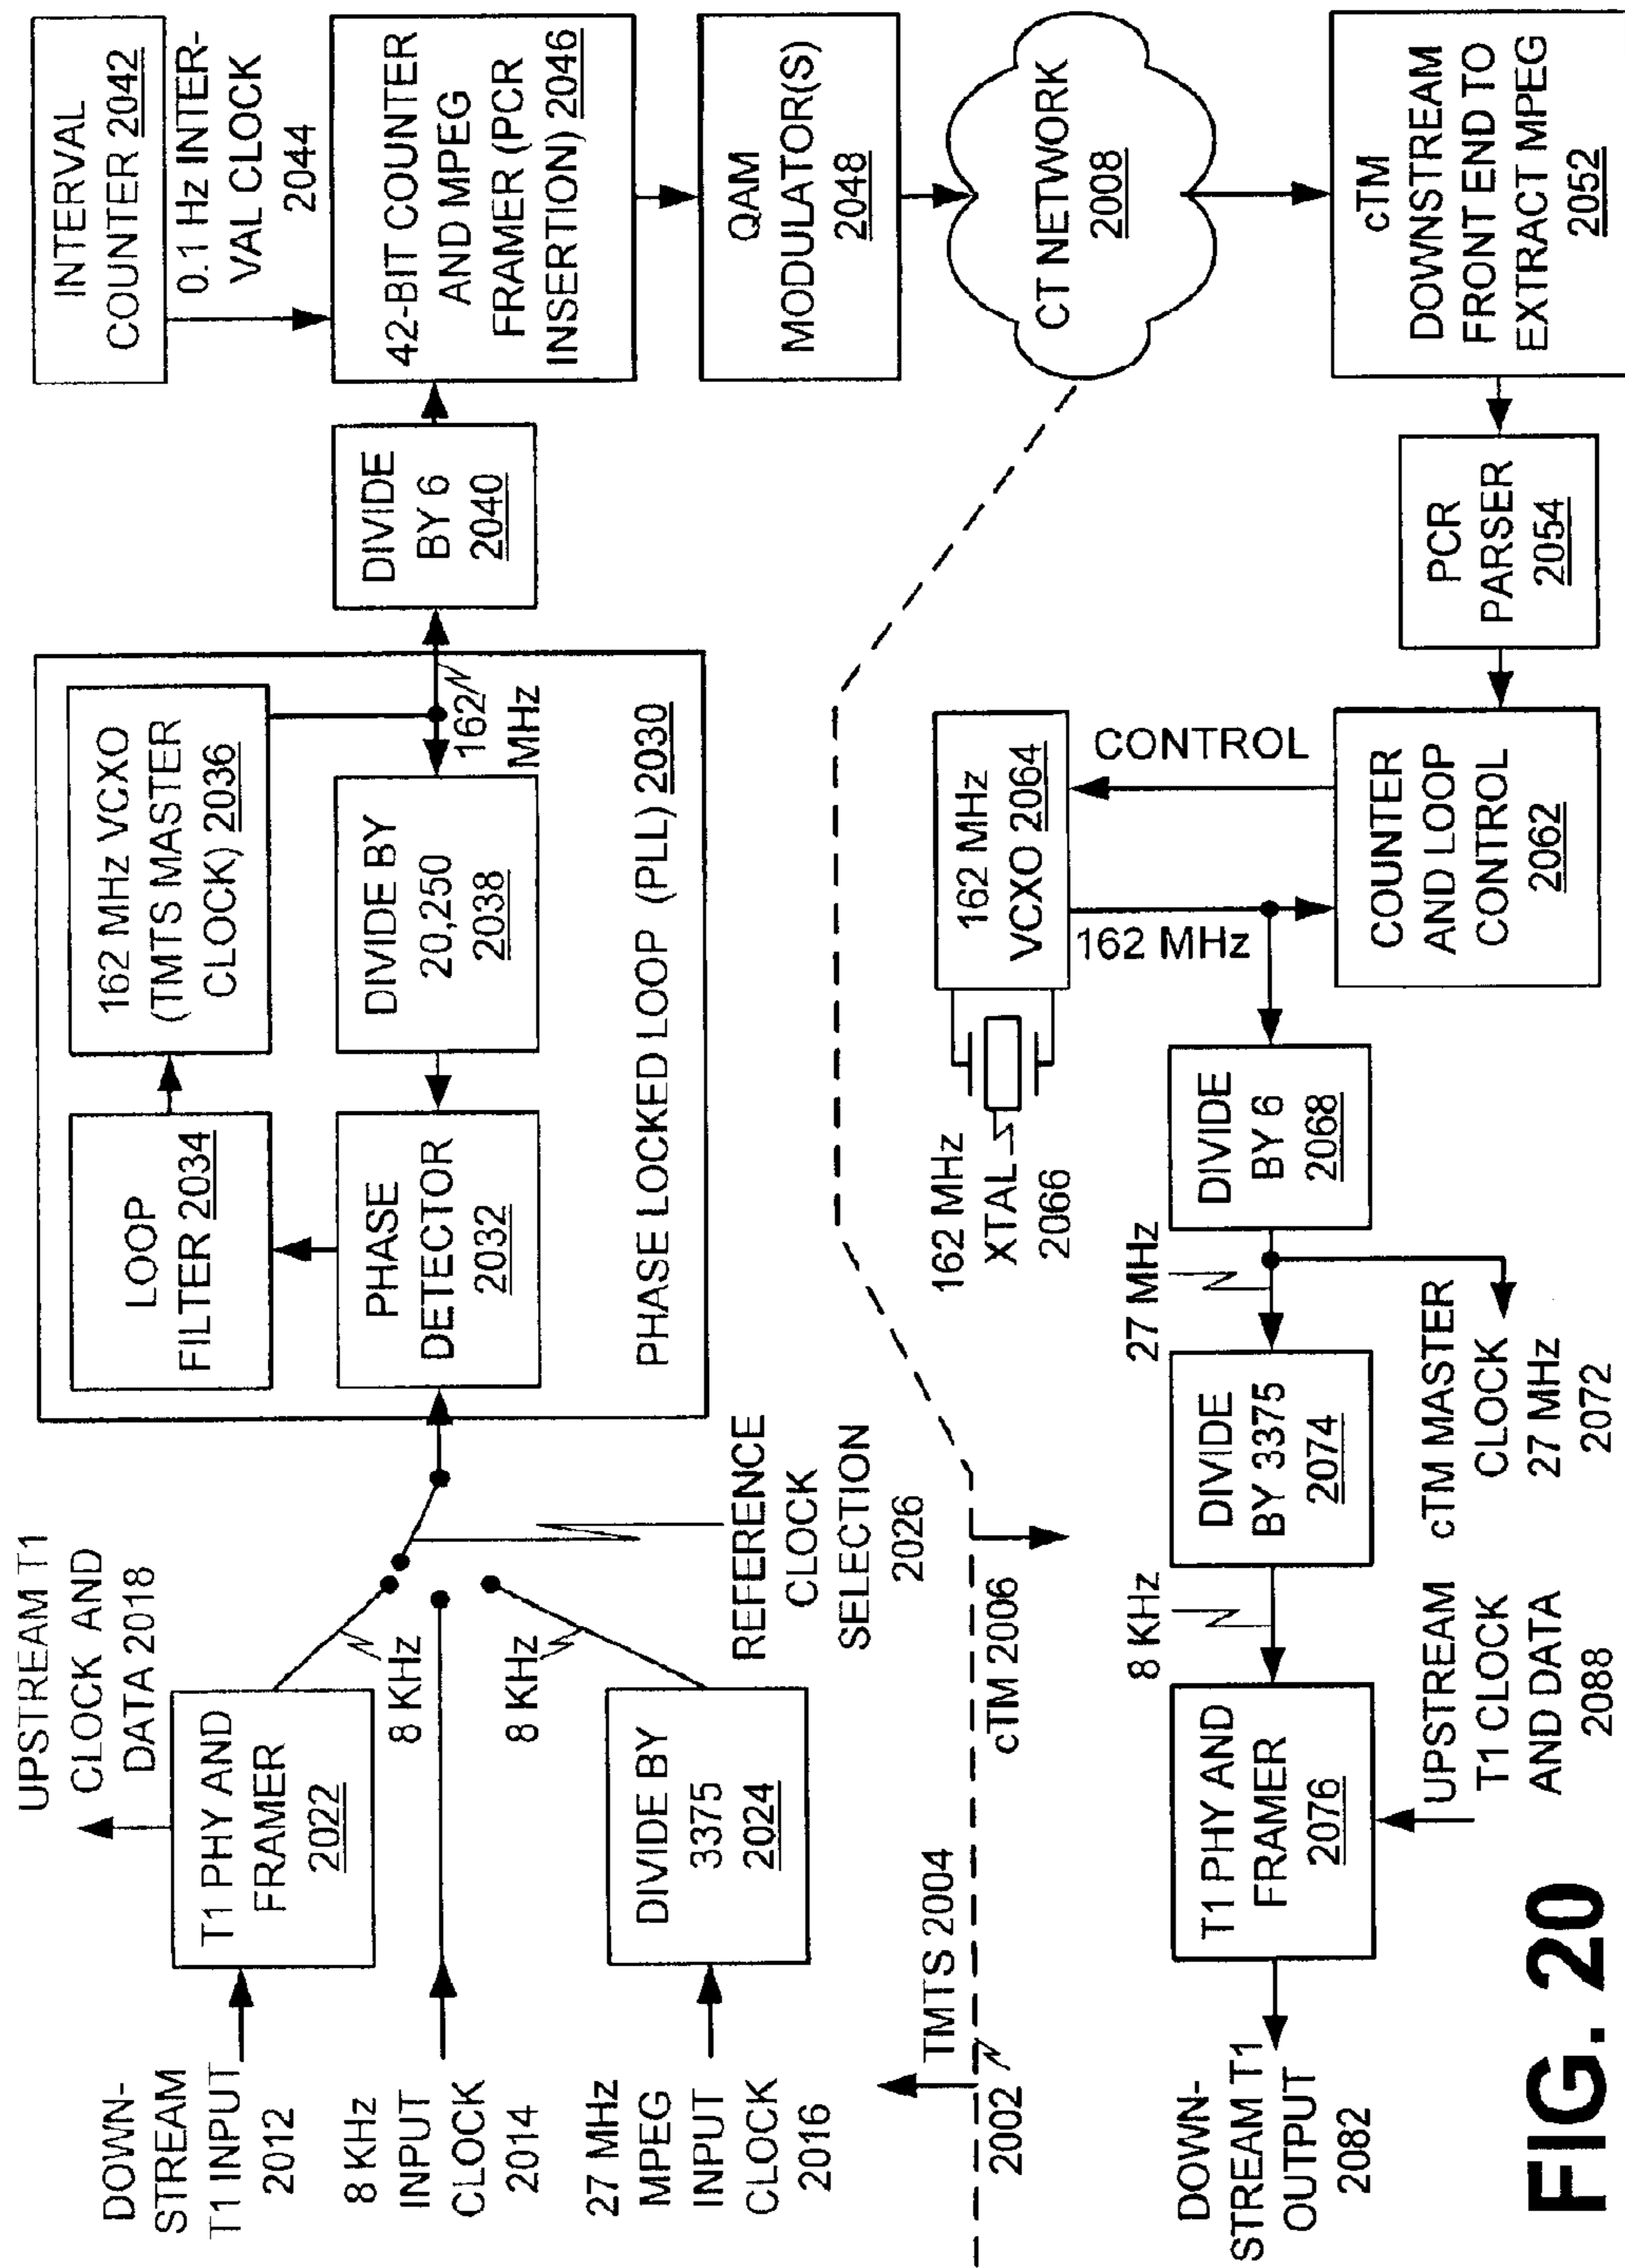 UPSTREAM T1
CLOCK AND
DATA 2018
DOWN-
STREAM
T1 INPUT
2012
T1 PHY AND
FRAMER
2022
8 KHz
INPUT
CLOCK
2014
8 KHz
27 MHz
MPEG
INPUT
CLOCK
2016
DIVIDE BY
3375
2024
8 KHz
REFERENCE
CLOCK
SELECTION
2026
LOOP
FILTER 2034
162 MHz VCXO
(TMTS MASTER
CLOCK) 2036
PHASE
DETECTOR
2032
DIVIDE BY
20,250
2038
162
MHz
PHASE LOCKED LOOP (PLL) 2030
DIVIDE
BY 6
2040
INTERVAL
COUNTER 2042
0.1 Hz INTER-
VAL CLOCK
2044
42-BIT COUNTER
AND MPEG
FRAMER (PCR
INSERTION) 2046
QAM
MODULATOR(S)
2048
CT NETWORK
2008
TMTS 2004
2002
cTM 2006
cTM
DOWNSTREAM
FRONT END TO
EXTRACT MPEG
2052
PCR
PARSER
2054
COUNTER
AND LOOP
CONTROL
2062
CONTROL
162 MHz
VCXO 2064
162 MHz
162 MHz
XTAL
2066
DIVIDE
BY 6
2068
27 MHz
cTM MASTER
CLOCK
27 MHz
2072
DIVIDE
BY 3375
2074
8 KHz
T1 PHY AND
FRAMER
2076
UPSTREAM
T1 CLOCK
AND DATA
2088
DOWN-
STREAM T1
OUTPUT
2082
FIG. 20